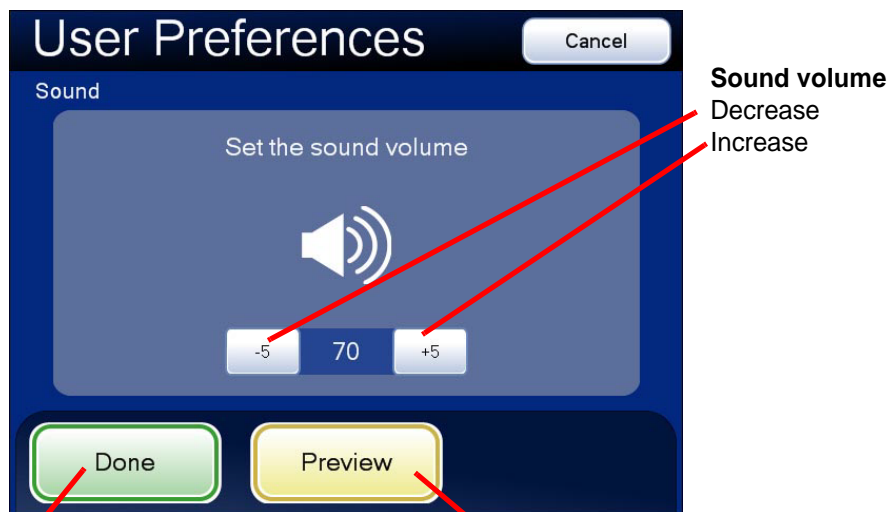 User Preferences
Cancel
Sound
Set the sound volume
-5
70
+5
Done
Preview
Sound volume
Decrease
Increase